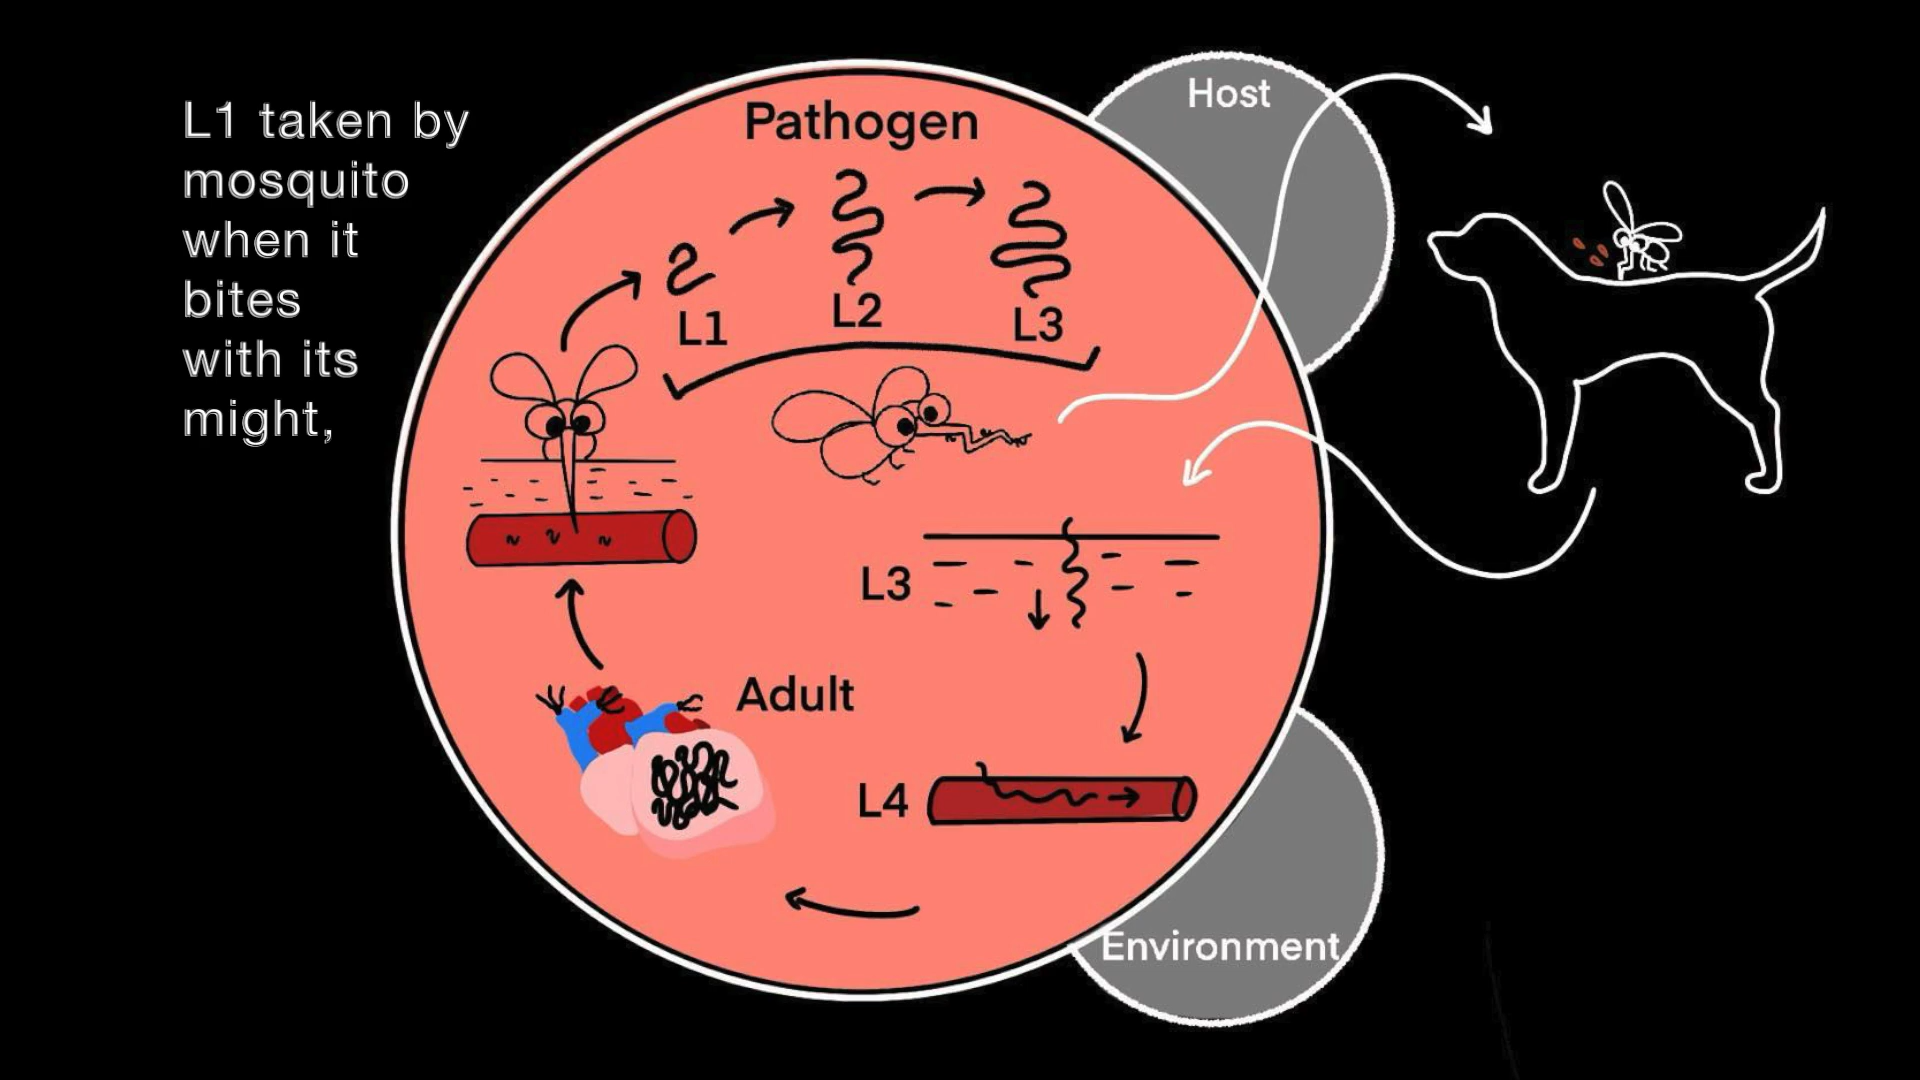 L1 taken by
mosquito
when it
bites
with its
might,
Pathogen
Host
L1
L2
L3
L3
Adult
L4
Environment